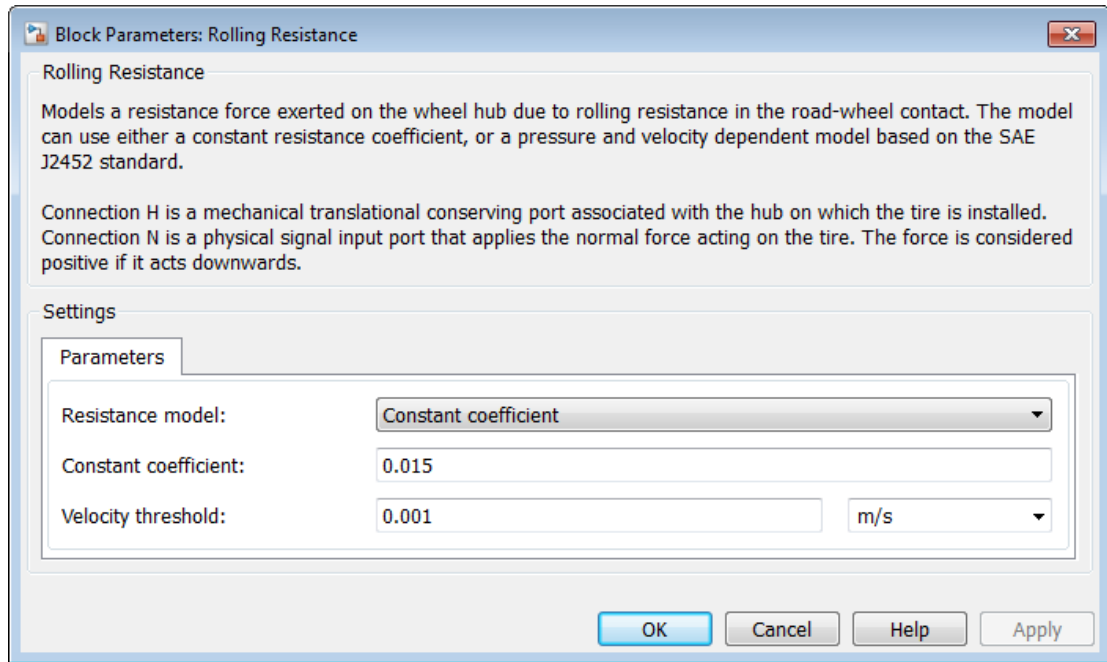 Block Parameters: Rolling Resistance
Rolling Resistance
Models a resistance force exerted on the wheel hub due to rolling resistance in the road-wheel contact. The model
can use either a constant resistance coefficient, or a pressure and velocity dependent model based on the SAE
J2452 standard.
Connection H is a mechanical translational conserving port associated with the hub on which the tire is installed.
Connection N is a physical signal input port that applies the normal force acting on the tire. The force is considered
positive if it acts downwards.
Settings
Parameters
Resistance model: Constant coefficient
Constant coefficient: 0.015
Velocity threshold: 0.001 m/s
OK Cancel Help Apply